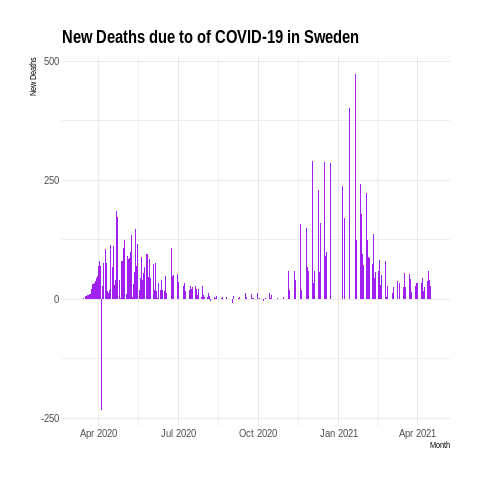 New Deaths due to of COVID-19 in Sweden
New Deaths
500
250
0
-250
Apr 2020 Jul 2020 Oct 2020 Jan 2021 Apr 2021
Month